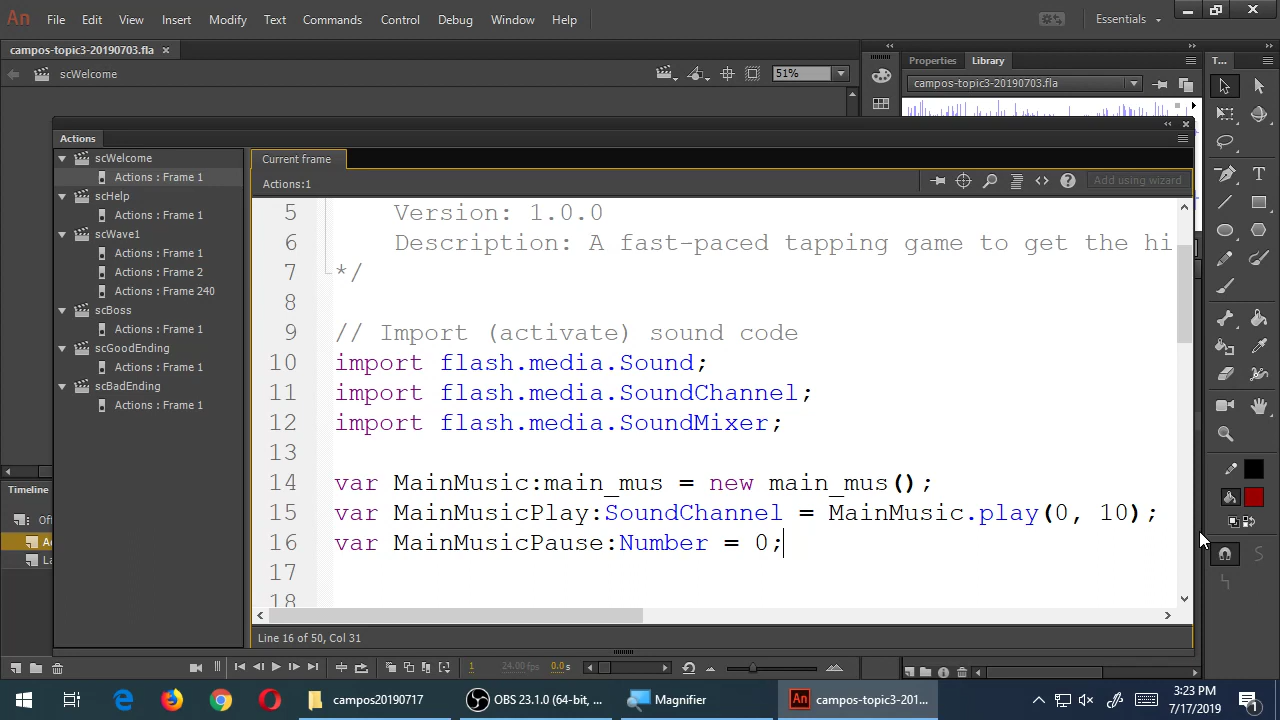 An File Edit View Insert Modify Text Commands Control Debug Window Help Essentials
campos-topic3-20190703.fla
scWelcome 51%
Properties Library
campos-topic3-20190703.fla
T...
Actions
scWelcome
Actions : Frame 1
scHelp
Actions : Frame 1
scWave1
Actions : Frame 1
Actions : Frame 2
Actions : Frame 240
scBoss
Actions : Frame 1
scGoodEnding
Actions : Frame 1
scBadEnding
Actions : Frame 1
Current frame
Actions:1 Add using wizard
5 Version: 1.0.0
6 Description: A fast-paced tapping game to get the hi
7 */
8
9 // Import (activate) sound code
10 import flash.media.Sound;
11 import flash.media.SoundChannel;
12 import flash.media.SoundMixer;
13
14 var MainMusic:main_mus = new main_mus();
15 var MainMusicPlay:SoundChannel = MainMusic.play(0, 10);
16 var MainMusicPause:Number = 0;
17
18
Line 16 of 50, Col 31
Timeline
1 24.00 fps 0.0 s
campos20190717 OBS 23.1.0 (64-bit, ... Magnifier An campos-topic3-201...
3:23 PM
7/17/2019
1